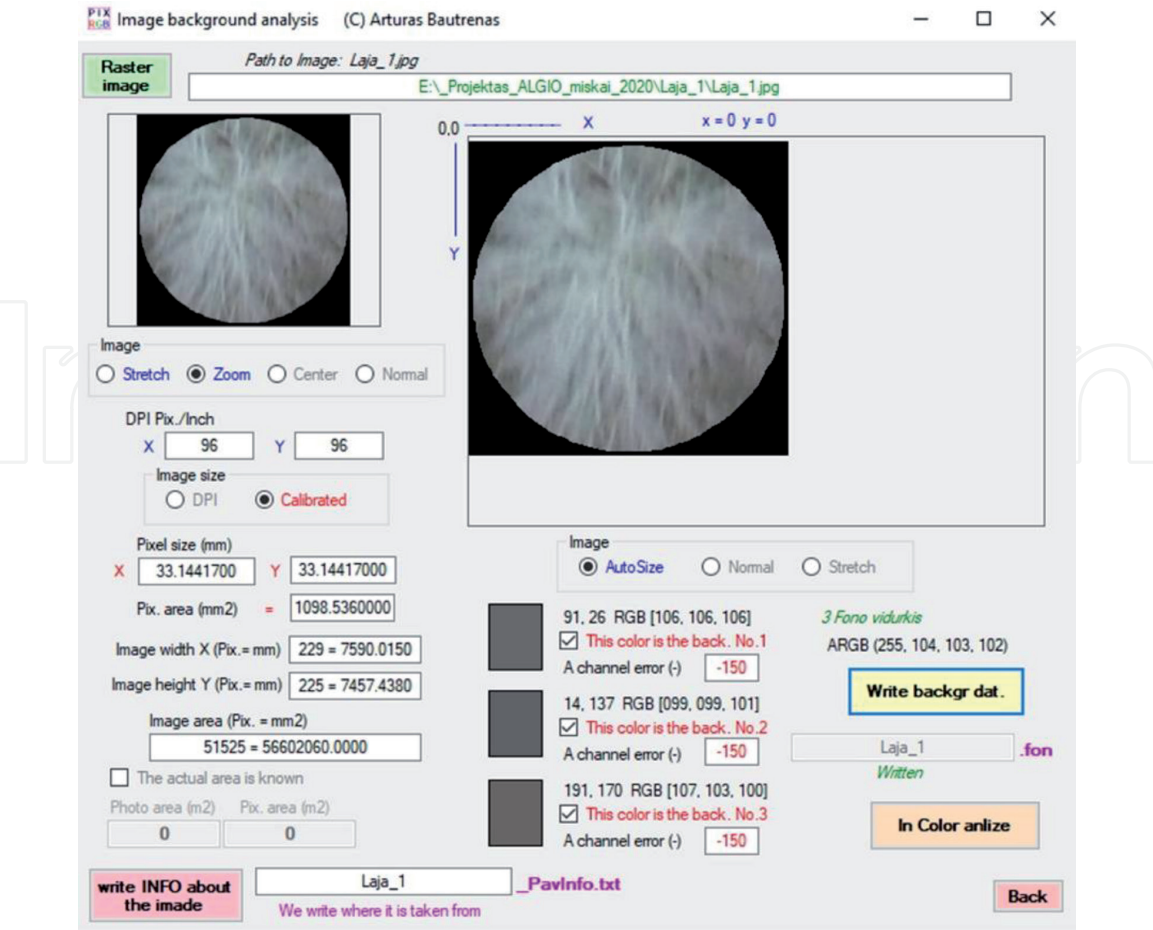 PIX RGB Image background analysis (C) Arturas Bautrenas
Raster image
Path to Image: Laja_1.jpg
E:\_Projektas_ALGIO_miskai_2020\Laja_1\Laja_1.jpg
0,0 X x = 0 y = 0
Y
Image
Stretch Zoom Center Normal
DPI Pix./Inch
X 96 Y 96
Image size
DPI Calibrated
Pixel size (mm)
X 33.1441700 Y 33.14417000
Pix. area (mm2) = 1098.5360000
Image width X (Pix.= mm) 229 = 7590.0150
Image height Y (Pix.= mm) 225 = 7457.4380
Image area (Pix. = mm2)
51525 = 56602060.0000
The actual area is known
Photo area (m2) Pix. area (m2)
0 0
Image
AutoSize Normal Stretch
91, 26 RGB [106, 106, 106]
This color is the back. No.1
A channel error (-) -150
14, 137 RGB [099, 099, 101]
This color is the back. No.2
A channel error (-) -150
191, 170 RGB [107, 103, 100]
This color is the back. No.3
A channel error (-) -150
3 Fono vidurkis
ARGB (255, 104, 103, 102)
Write backgr dat.
Laja_1 .fon
Written
In Color anlize
write INFO about the imade
Laja_1 _PavInfo.txt
We write where it is taken from
Back